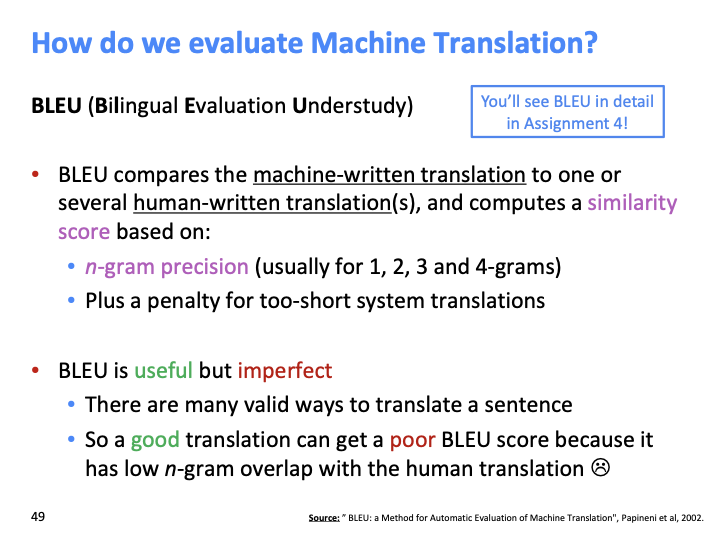 How do we evaluate Machine Translation?
BLEU (Bilingual Evaluation Understudy)
You'll see BLEU in detail
in Assignment 4!
• BLEU compares the machine-written translation to one or
several human-written translation(s), and computes a similarity
score based on:
• n-gram precision (usually for 1, 2, 3 and 4-grams)
• Plus a penalty for too-short system translations
• BLEU is useful but imperfect
• There are many valid ways to translate a sentence
• So a good translation can get a poor BLEU score because it
has low n-gram overlap with the human translation ☹
49
Source: " BLEU: a Method for Automatic Evaluation of Machine Translation", Papineni et al, 2002.